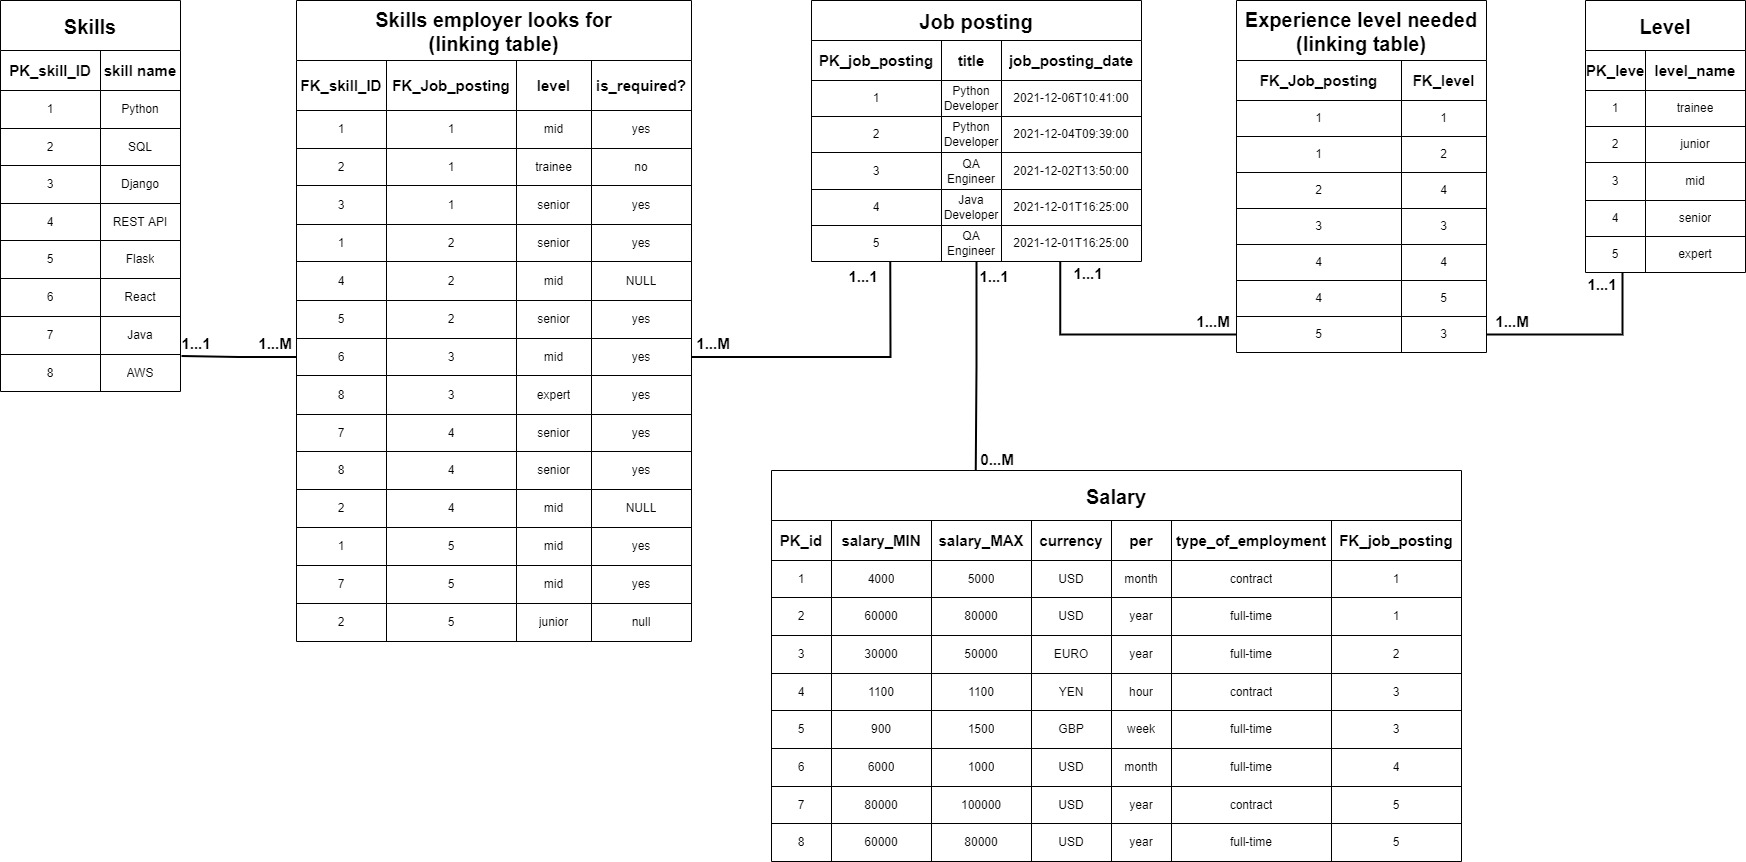 Skills
PK_skill_ID skill name
1 Python
2 SQL
3 Django
4 REST API
5 Flask
6 React
7 Java
8 AWS
1...1
1...M
Skills employer looks for
(linking table)
FK_skill_ID FK_Job_posting level is_required?
1 1 mid yes
2 1 trainee no
3 1 senior yes
1 2 senior yes
4 2 mid NULL
5 2 senior yes
6 3 mid yes
8 3 expert yes
7 4 senior yes
8 4 senior yes
2 4 mid NULL
1 5 mid yes
7 5 mid yes
2 5 junior null
1...M
Job posting
PK_job_posting title job_posting_date
1 Python
Developer 2021-12-06T10:41:00
2 Python
Developer 2021-12-04T09:39:00
3 QA
Engineer 2021-12-02T13:50:00
4 Java
Developer 2021-12-01T16:25:00
5 QA
Engineer 2021-12-01T16:25:00
1...1
1...1
1...1
1...M
0...M
Experience level needed
(linking table)
FK_Job_posting FK_level
1 1
1 2
2 4
3 3
4 4
4 5
5 3
1...M
1...1
Level
PK_leve level_name
1 trainee
2 junior
3 mid
4 senior
5 expert
Salary
PK_id salary_MIN salary_MAX currency per type_of_employment FK_job_posting
1 4000 5000 USD month contract 1
2 60000 80000 USD year full-time 1
3 30000 50000 EURO year full-time 2
4 1100 1100 YEN hour contract 3
5 900 1500 GBP week full-time 3
6 6000 1000 USD month full-time 4
7 80000 100000 USD year contract 5
8 60000 80000 USD year full-time 5